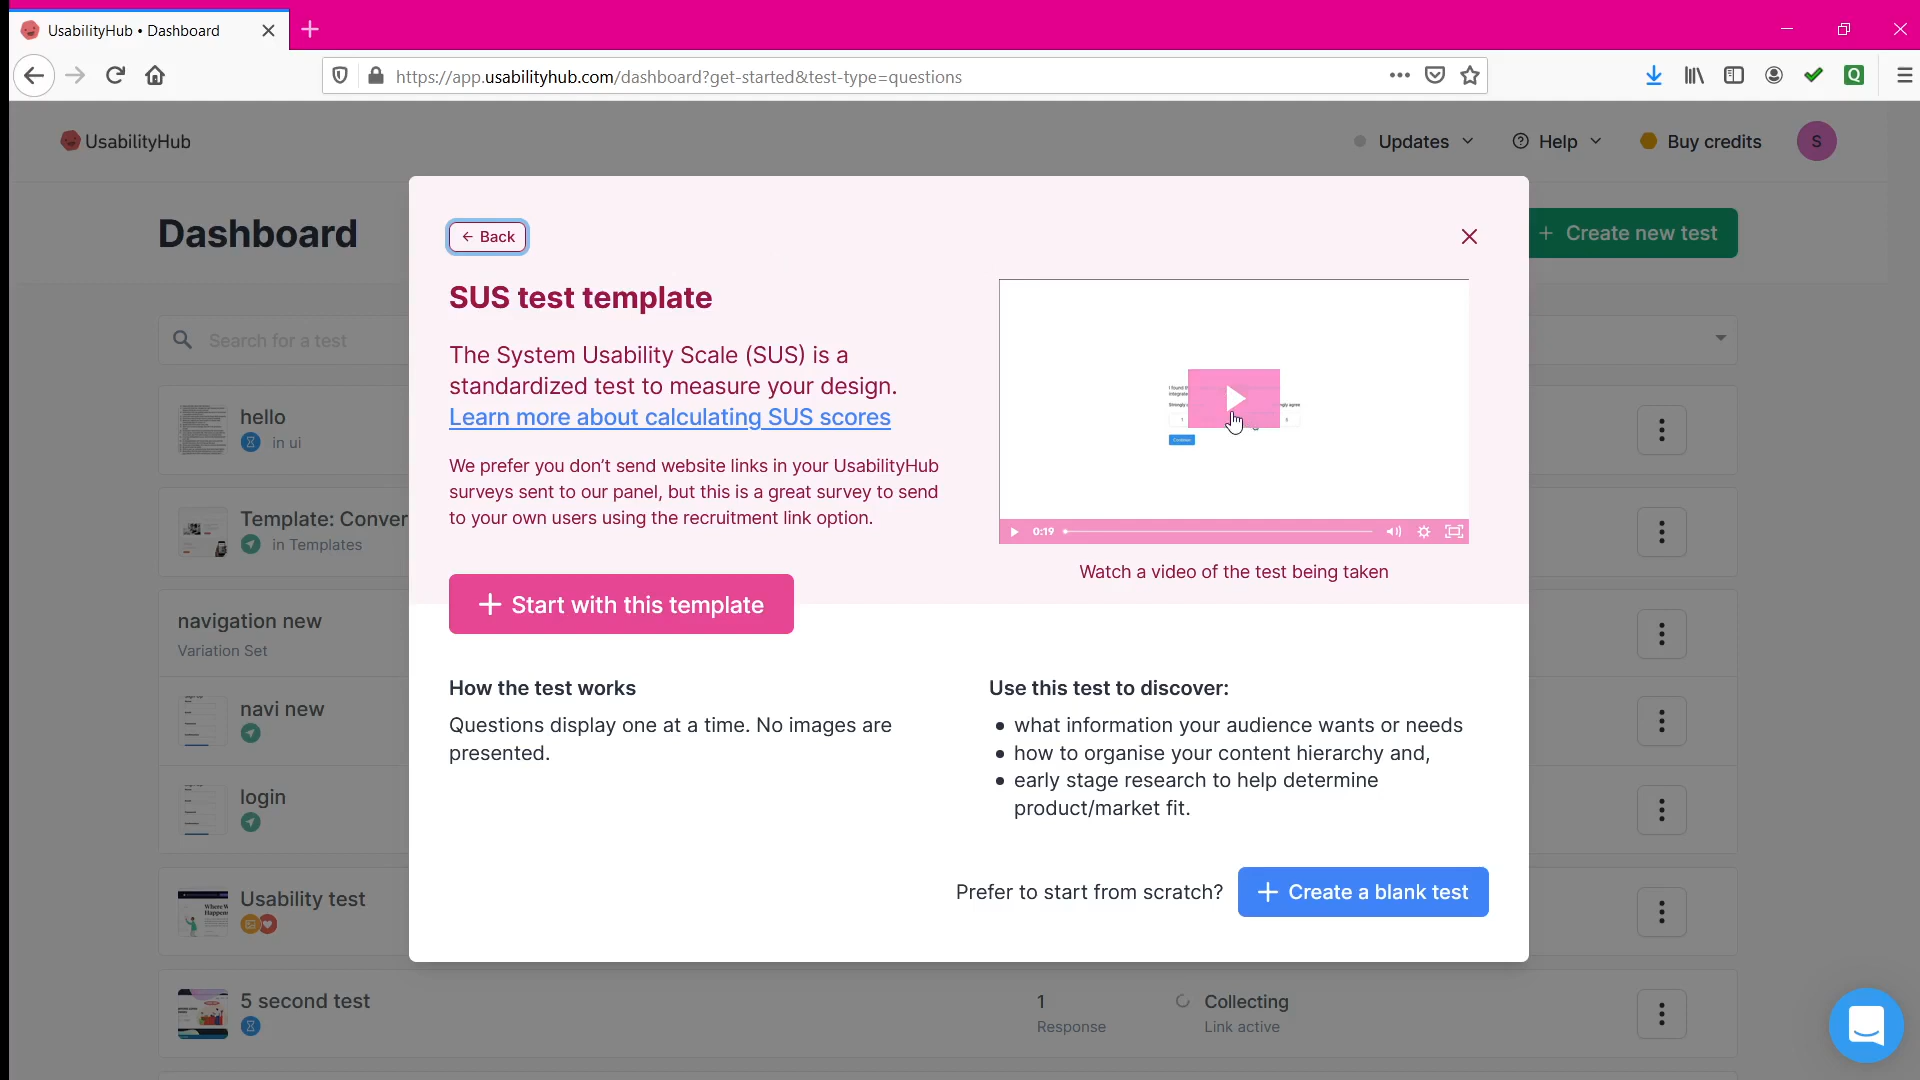 UsabilityHub • Dashboard
https://app.usabilityhub.com/dashboard?get-started&test-type=questions
UsabilityHub
Updates
Help
Buy credits
S
Dashboard
+ Create new test
Search for a test
← Back
SUS test template
The System Usability Scale (SUS) is a
standardized test to measure your design.
Learn more about calculating SUS scores
We prefer you don't send website links in your UsabilityHub
surveys sent to our panel, but this is a great survey to send
to your own users using the recruitment link option.
+ Start with this template
0:19
Watch a video of the test being taken
How the test works
Questions display one at a time. No images are
presented.
Use this test to discover:
• what information your audience wants or needs
• how to organise your content hierarchy and,
• early stage research to help determine
product/market fit.
Prefer to start from scratch?
+ Create a blank test
hello
in ui
Template: Conver
in Templates
navigation new
Variation Set
navi new
login
Usability test
5 second test
1
Response
Collecting
Link active